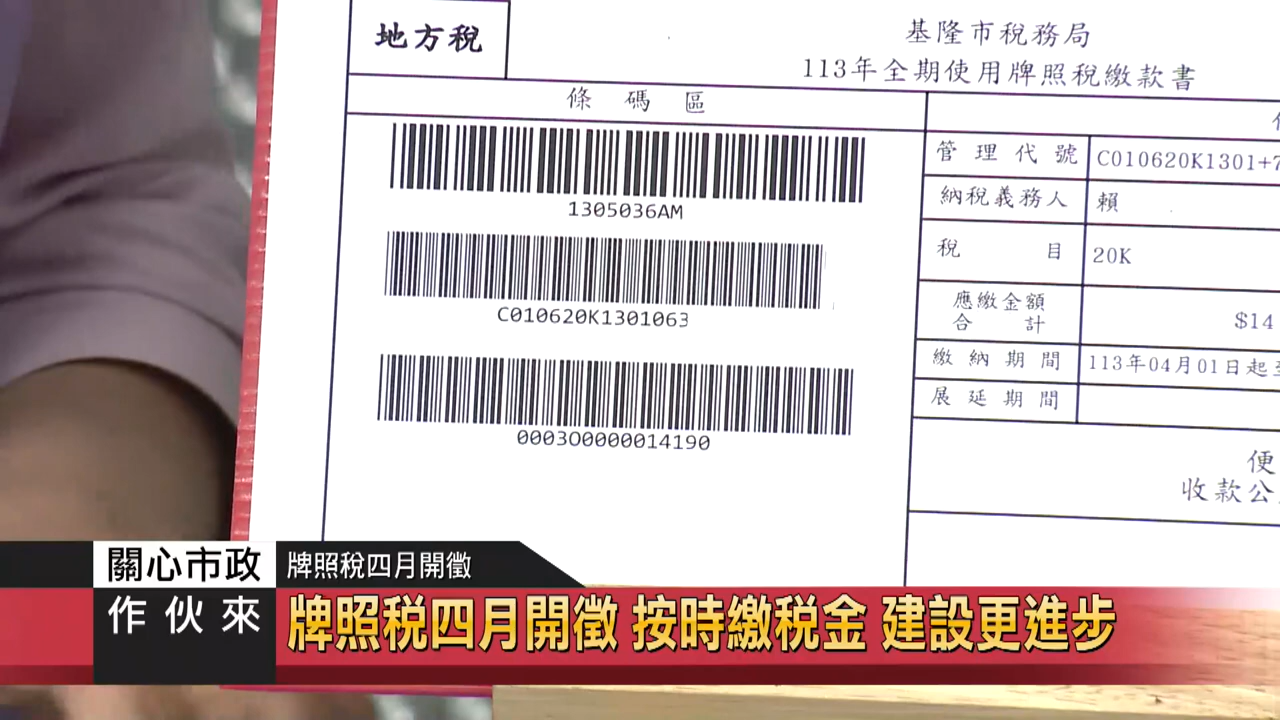 地方稅
基隆市稅務局
113年全期使用牌照稅繳款書
條碼區
1305036AM
C010620K1301063
0003O0000014190
管理代號 C010620K1301+7
納稅義務人 賴
稅目 20K
應繳金額合計 $14
繳納期間 113年04月01日起至
展延期間
便
收款公
關心市政
作伙來
牌照稅四月開徵
牌照稅四月開徵 按時繳稅金 建設更進步